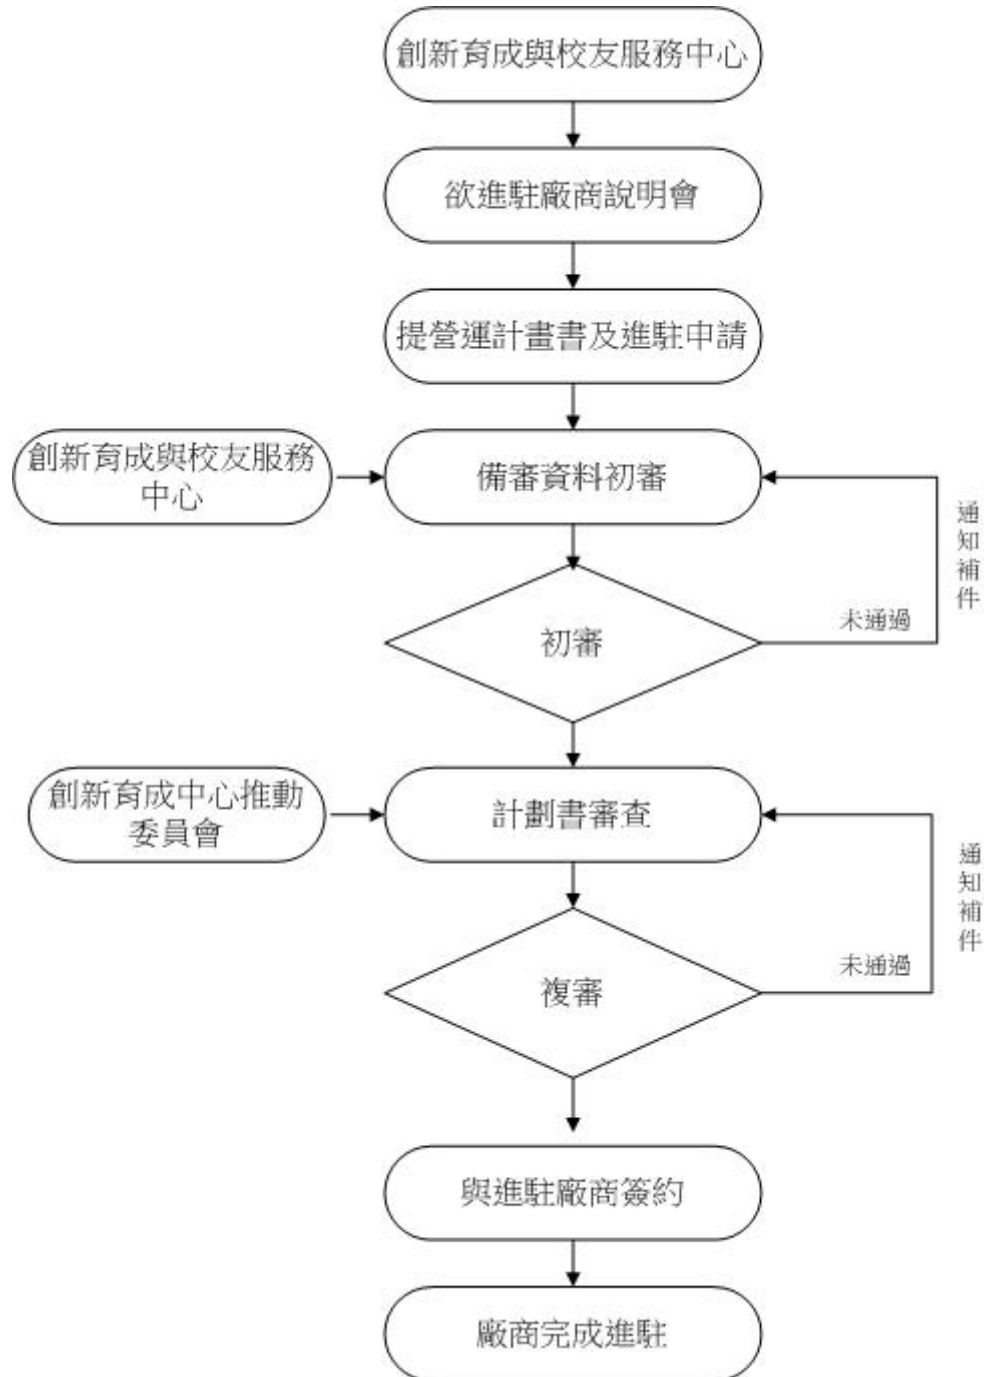 創新育成與校友服務中心
欲進駐廠商說明會
提營運計畫書及進駐申請
創新育成與校友服務
中心
備審資料初審
通
知
補
件
未通過
初審
創新育成中心推動
委員會
計劃書審查
通
知
補
件
未通過
複審
與進駐廠商簽約
廠商完成進駐